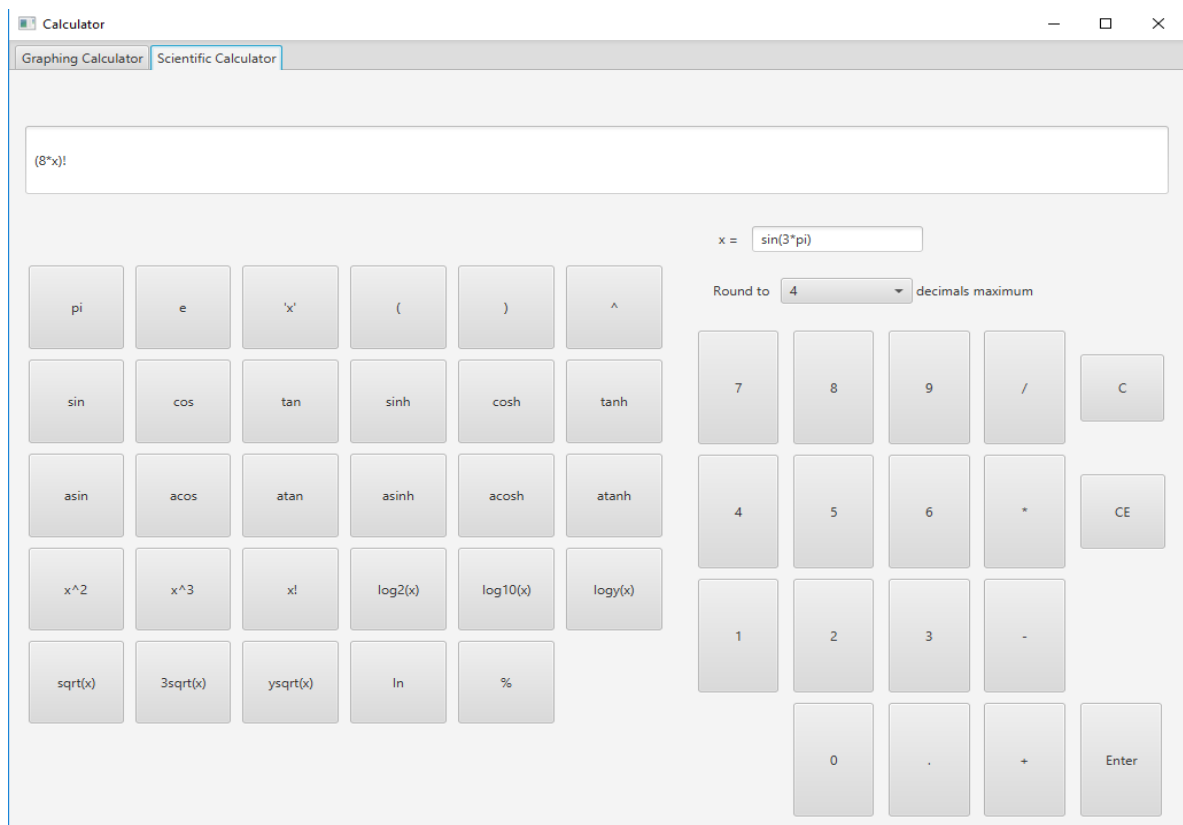 Calculator
Graphing Calculator Scientific Calculator
(8*x)!
x = sin(3*pi)
Round to 4 decimals maximum
pi e 'x' ( ) ^
sin cos tan sinh cosh tanh
asin acos atan asinh acosh atanh
x^2 x^3 x! log2(x) log10(x) logy(x)
sqrt(x) 3sqrt(x) ysqrt(x) ln %
7 8 9 / C
4 5 6 * CE
1 2 3 -
0 . + Enter